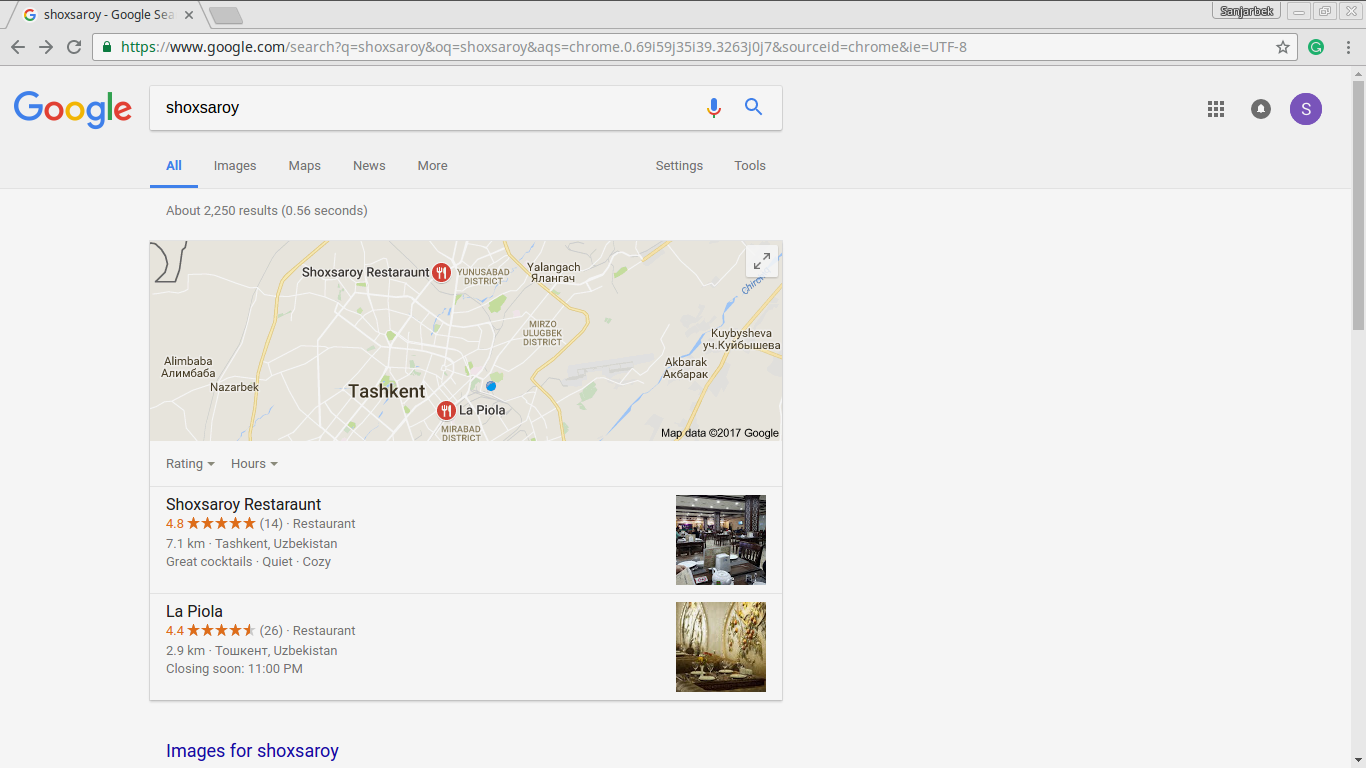 shoxsaroy - Google Sea
Sanjarbek
https://www.google.com/search?q=shoxsaroy&oq=shoxsaroy&aqs=chrome.0.69i59j35i39.3263j0j7&sourceid=chrome&ie=UTF-8
Google
shoxsaroy
S
All Images Maps News More Settings Tools
About 2,250 results (0.56 seconds)
Shoxsaroy Restaraunt
YUNUSABAD
DISTRICT
Yalangach
Ялангач
Chirc
MIRZO
ULUGBEK
DISTRICT
Kuybysheva
уч.Куйбышева
Alimbaba
Алимбаба
Nazarbek
Akbarak
Акбарак
Tashkent
La Piola
MIRABAD
DISTRICT
Map data ©2017 Google
Rating Hours
Shoxsaroy Restaraunt
4.8 (14) · Restaurant
7.1 km · Tashkent, Uzbekistan
Great cocktails · Quiet · Cozy
La Piola
4.4 (26) · Restaurant
2.9 km · Тошкент, Uzbekistan
Closing soon: 11:00 PM
Images for shoxsaroy